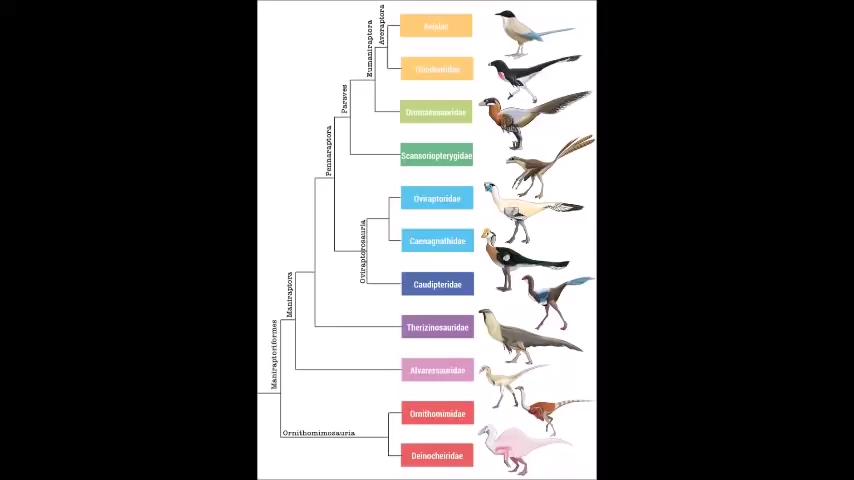 Averaptora
Eumaniraptora
Avialae
Troodontidae
Paraves
Dromaeosauridae
Pennaraptora
Scansoriopterygidae
Oviraptoridae
Oviraptorosauria
Caenagnathidae
Caudipteridae
Maniraptora
Therizinosauridae
Maniraptoriformes
Alvarezsauridae
Ornithomimidae
Ornithomimosauria
Deinocheiridae